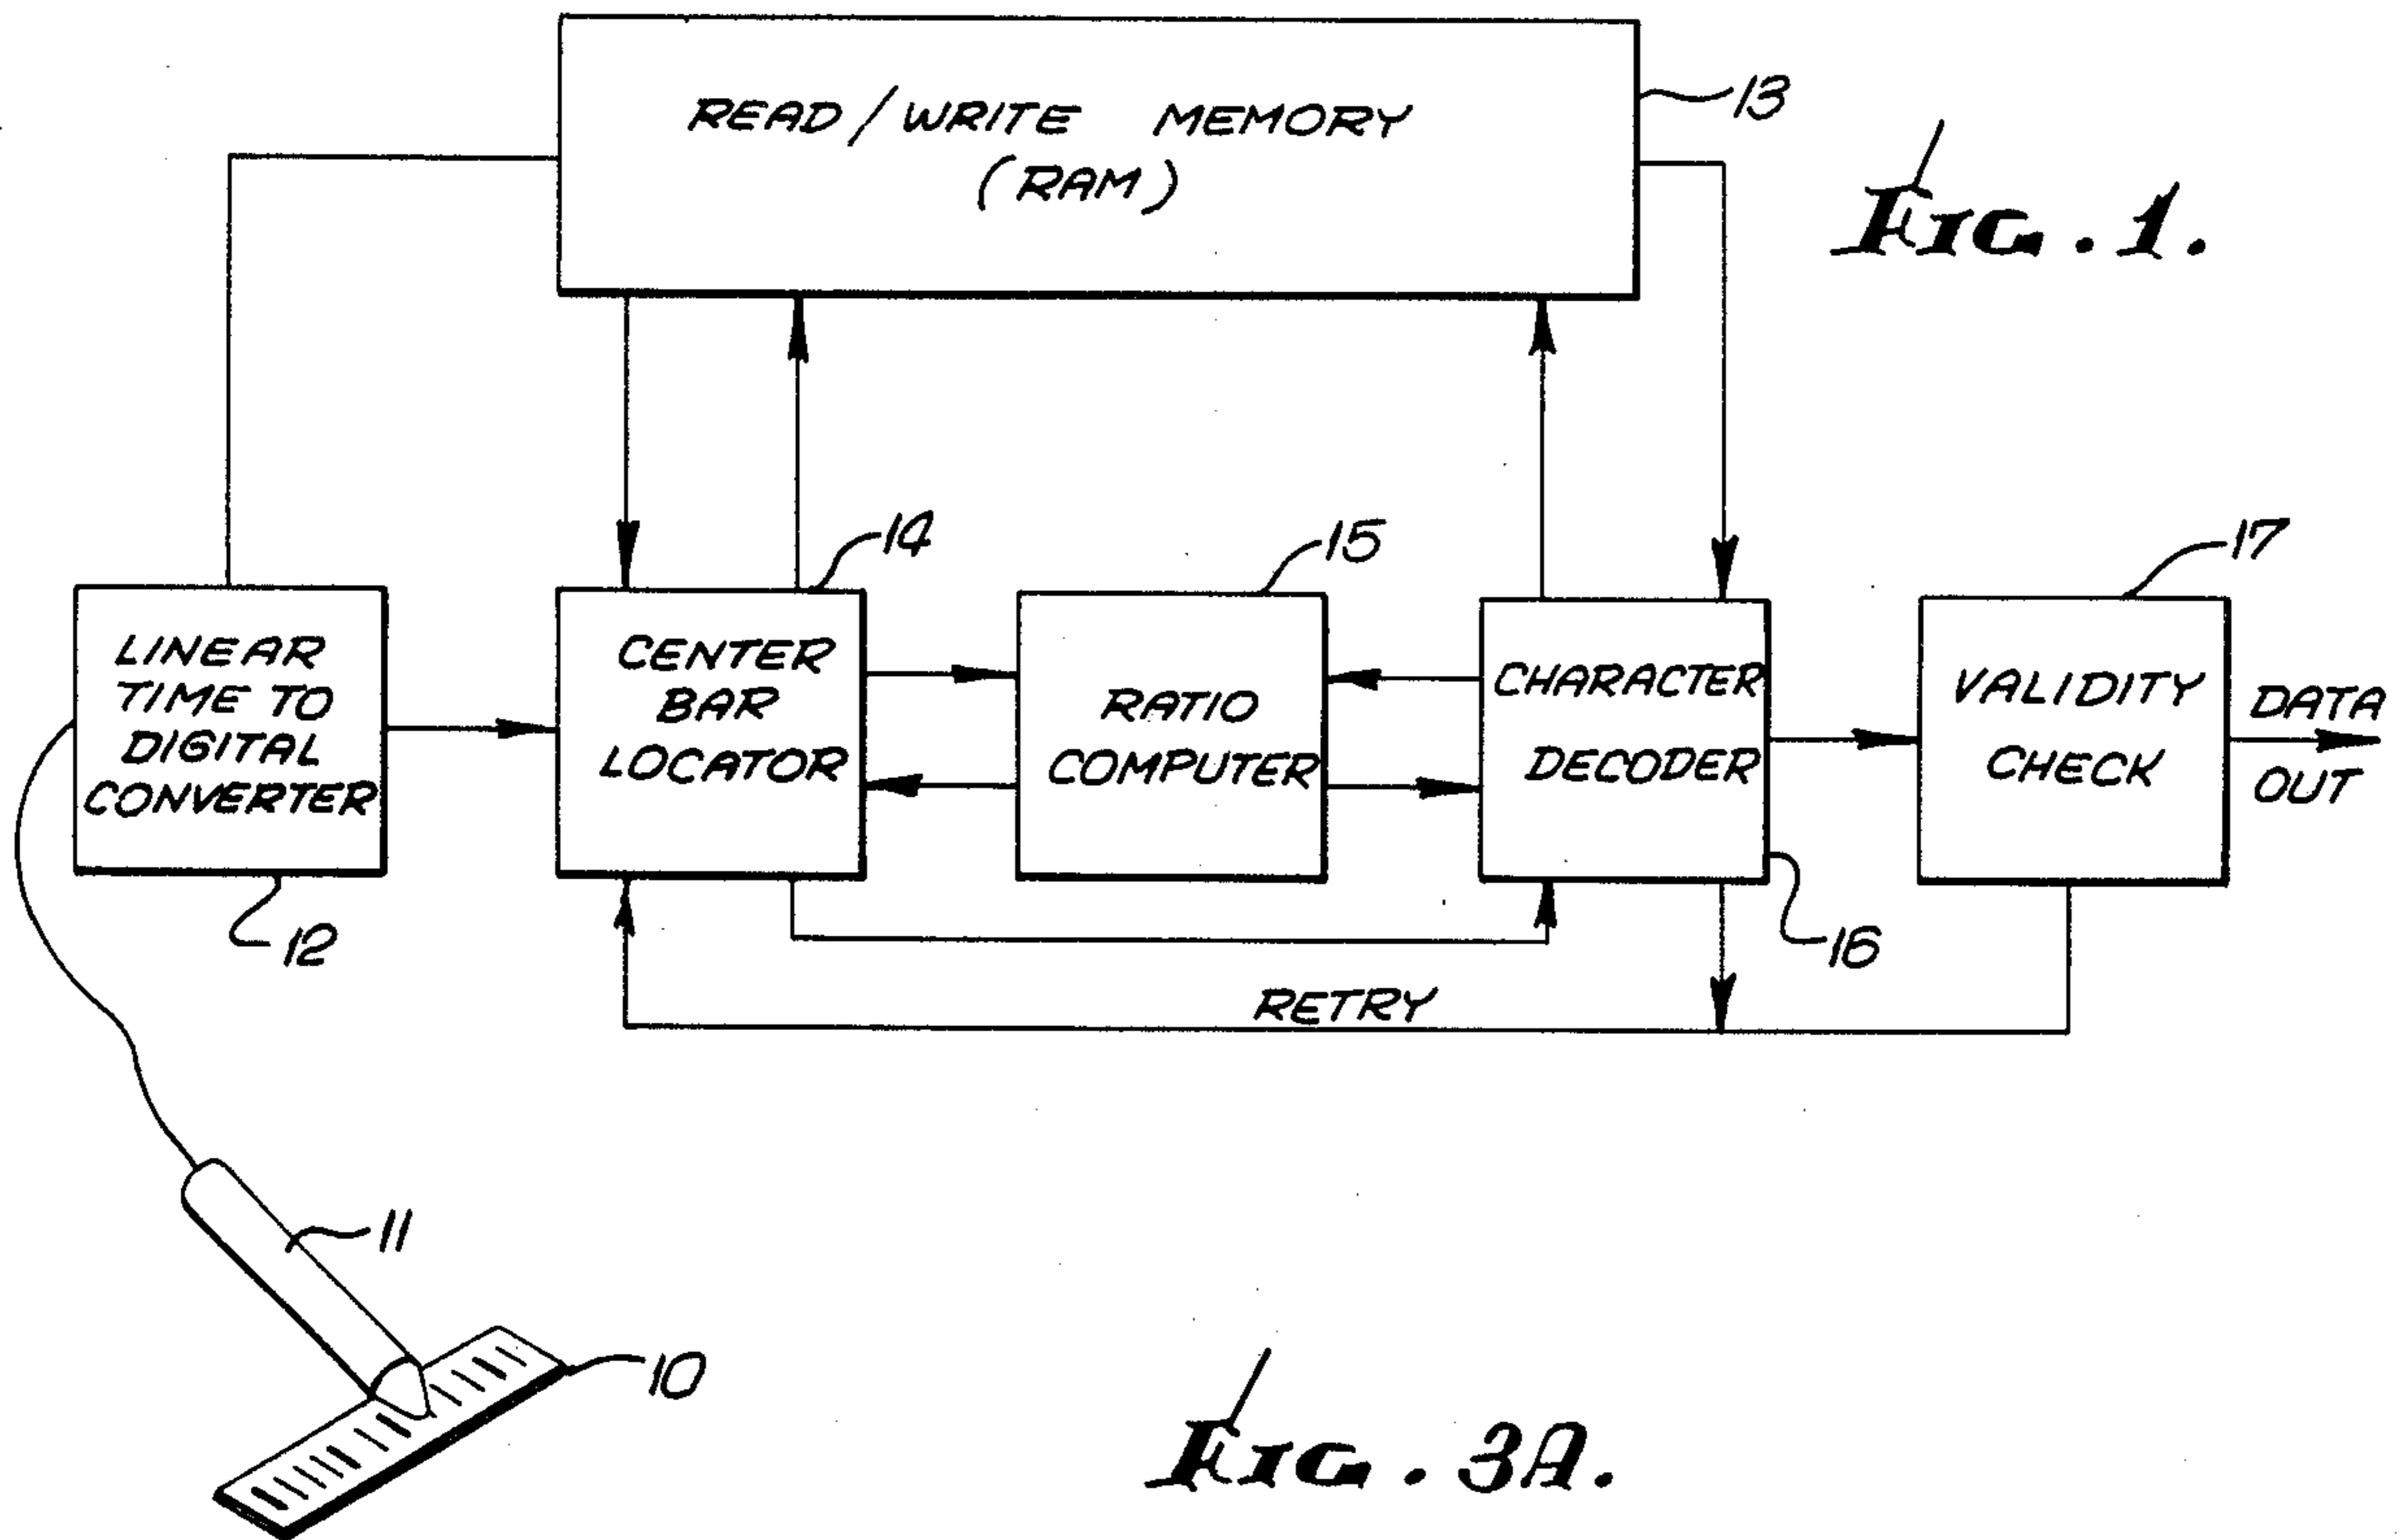 READ/WRITE MEMORY
(RAM)
13
FIG. 1.
14
15
17
LINEAR
TIME TO
DIGITAL
CONVERTER
CENTER
BAR
LOCATOR
RATIO
COMPUTER
CHARACTER
DECODER
VALIDITY
CHECK
DATA
OUT
12
16
RETRY
11
10
FIG. 3A.